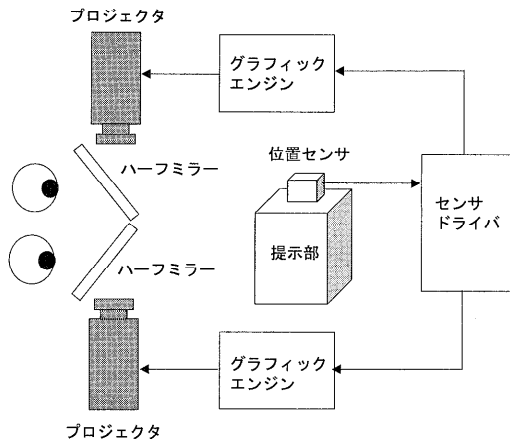 プロジェクタ
グラフィック
エンジン
ハーフミラー
位置センサ
センサ
ドライバ
提示部
ハーフミラー
グラフィック
エンジン
プロジェクタ